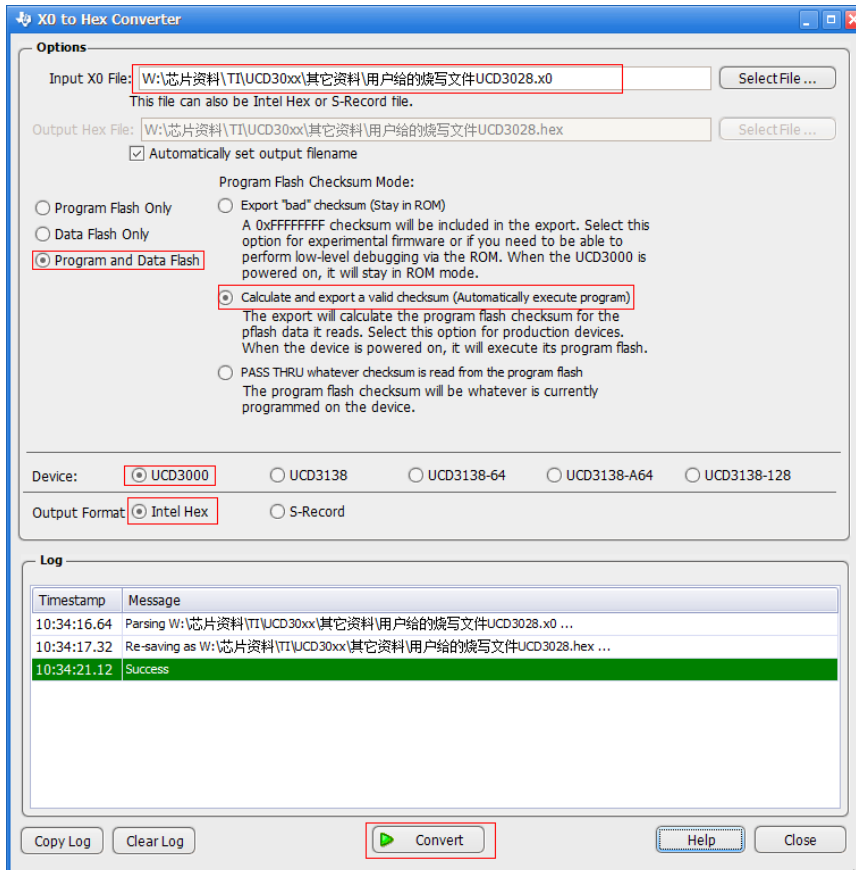 X0 to Hex Converter
Options
Input X0 File: W:\芯片资料\TI\UCD30xx\其它资料\用户给的烧写文件UCD3028.x0 Select File ...
This file can also be Intel Hex or S-Record file.
Output Hex File: W:\芯片资料\TI\UCD30xx\其它资料\用户给的烧写文件UCD3028.hex Select File ...
Automatically set output filename
Program Flash Checksum Mode:
Program Flash Only
Data Flash Only
Program and Data Flash
Export "bad" checksum (Stay in ROM)
A 0xFFFFFFFF checksum will be included in the export. Select this
option for experimental firmware or if you need to be able to
perform low-level debugging via the ROM. When the UCD3000 is
powered on, it will stay in ROM mode.
Calculate and export a valid checksum (Automatically execute program)
The export will calculate the program flash checksum for the
pflash data it reads. Select this option for production devices.
When the device is powered on, it will execute its program flash.
PASS THRU whatever checksum is read from the program flash
The program flash checksum will be whatever is currently
programmed on the device.
Device: UCD3000 UCD3138 UCD3138-64 UCD3138-A64 UCD3138-128
Output Format Intel Hex S-Record
Log
Timestamp Message
10:34:16.64 Parsing W:\芯片资料\TI\UCD30xx\其它资料\用户给的烧写文件UCD3028.x0 ...
10:34:17.32 Re-saving as W:\芯片资料\TI\UCD30xx\其它资料\用户给的烧写文件UCD3028.hex ...
10:34:21.12 Success
Copy Log Clear Log Convert Help Close